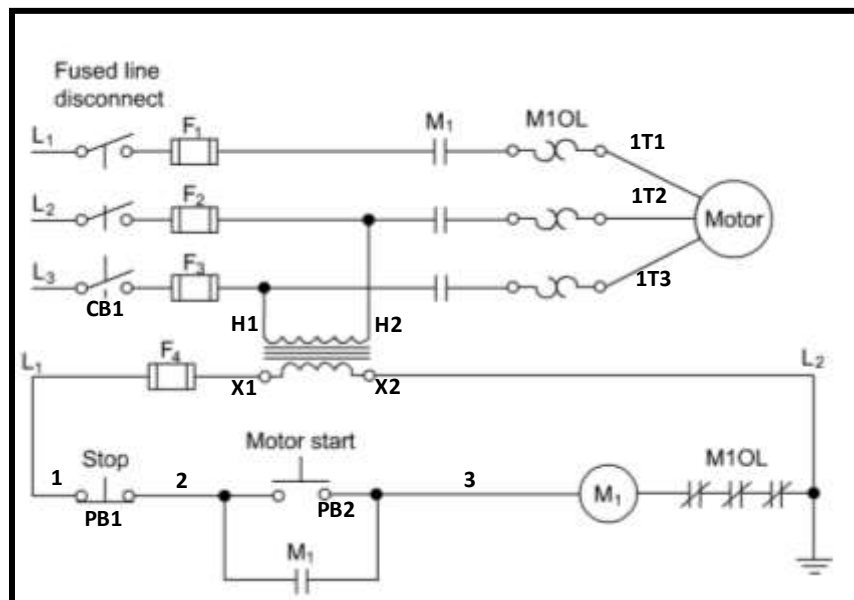 Fused line
disconnect
L₁
F₁
M₁
M1OL
1T1
L₂
F₂
1T2
Motor
L₃
F₃
1T3
CB1
H1
H2
L₁
F₄
X1
X2
L₂
1
Stop
2
Motor start
3
M₁
M1OL
PB1
PB2
M₁